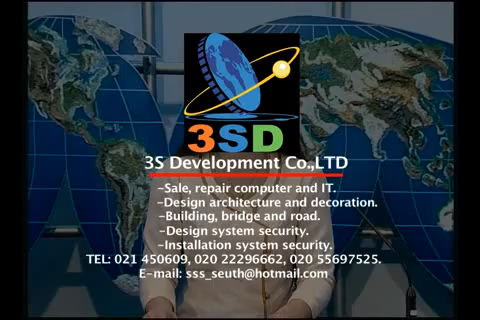 3SD
3S Development Co.,LTD
-Sale, repair computer and IT.
-Design architecture and decoration.
-Building, bridge and road.
-Design system security.
-Installation system security.
TEL: 021 450609, 020 22296662, 020 55697525.
E-mail: sss_seuth@hotmail.com